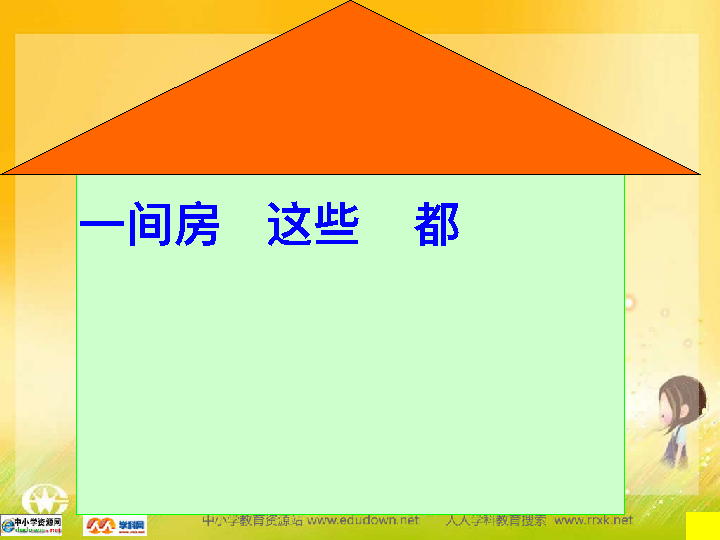 一间房 这些 都
中小学资源网
学科网
中小学教育资源站 www.edudown.net 人人学科教育搜索 www.rrxk.net